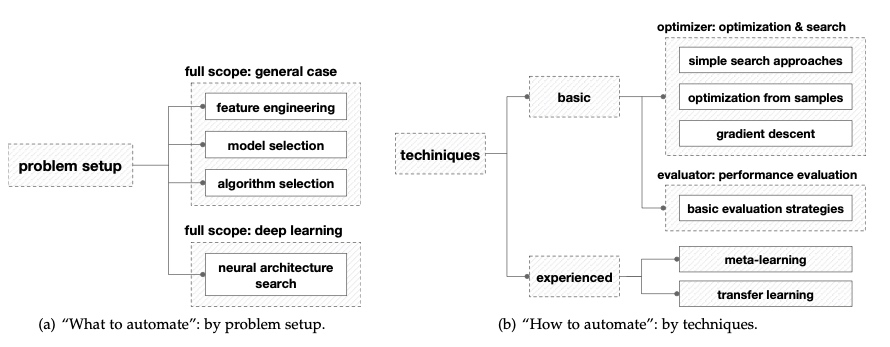 full scope: general case
feature engineering
model selection
algorithm selection
problem setup
full scope: deep learning
neural architecture
search
(a) “What to automate”: by problem setup.
optimizer: optimization & search
simple search approaches
basic
optimization from samples
gradient descent
techiniques
evaluator: performance evaluation
basic evaluation strategies
experienced
meta-learning
transfer learning
(b) “How to automate”: by techniques.